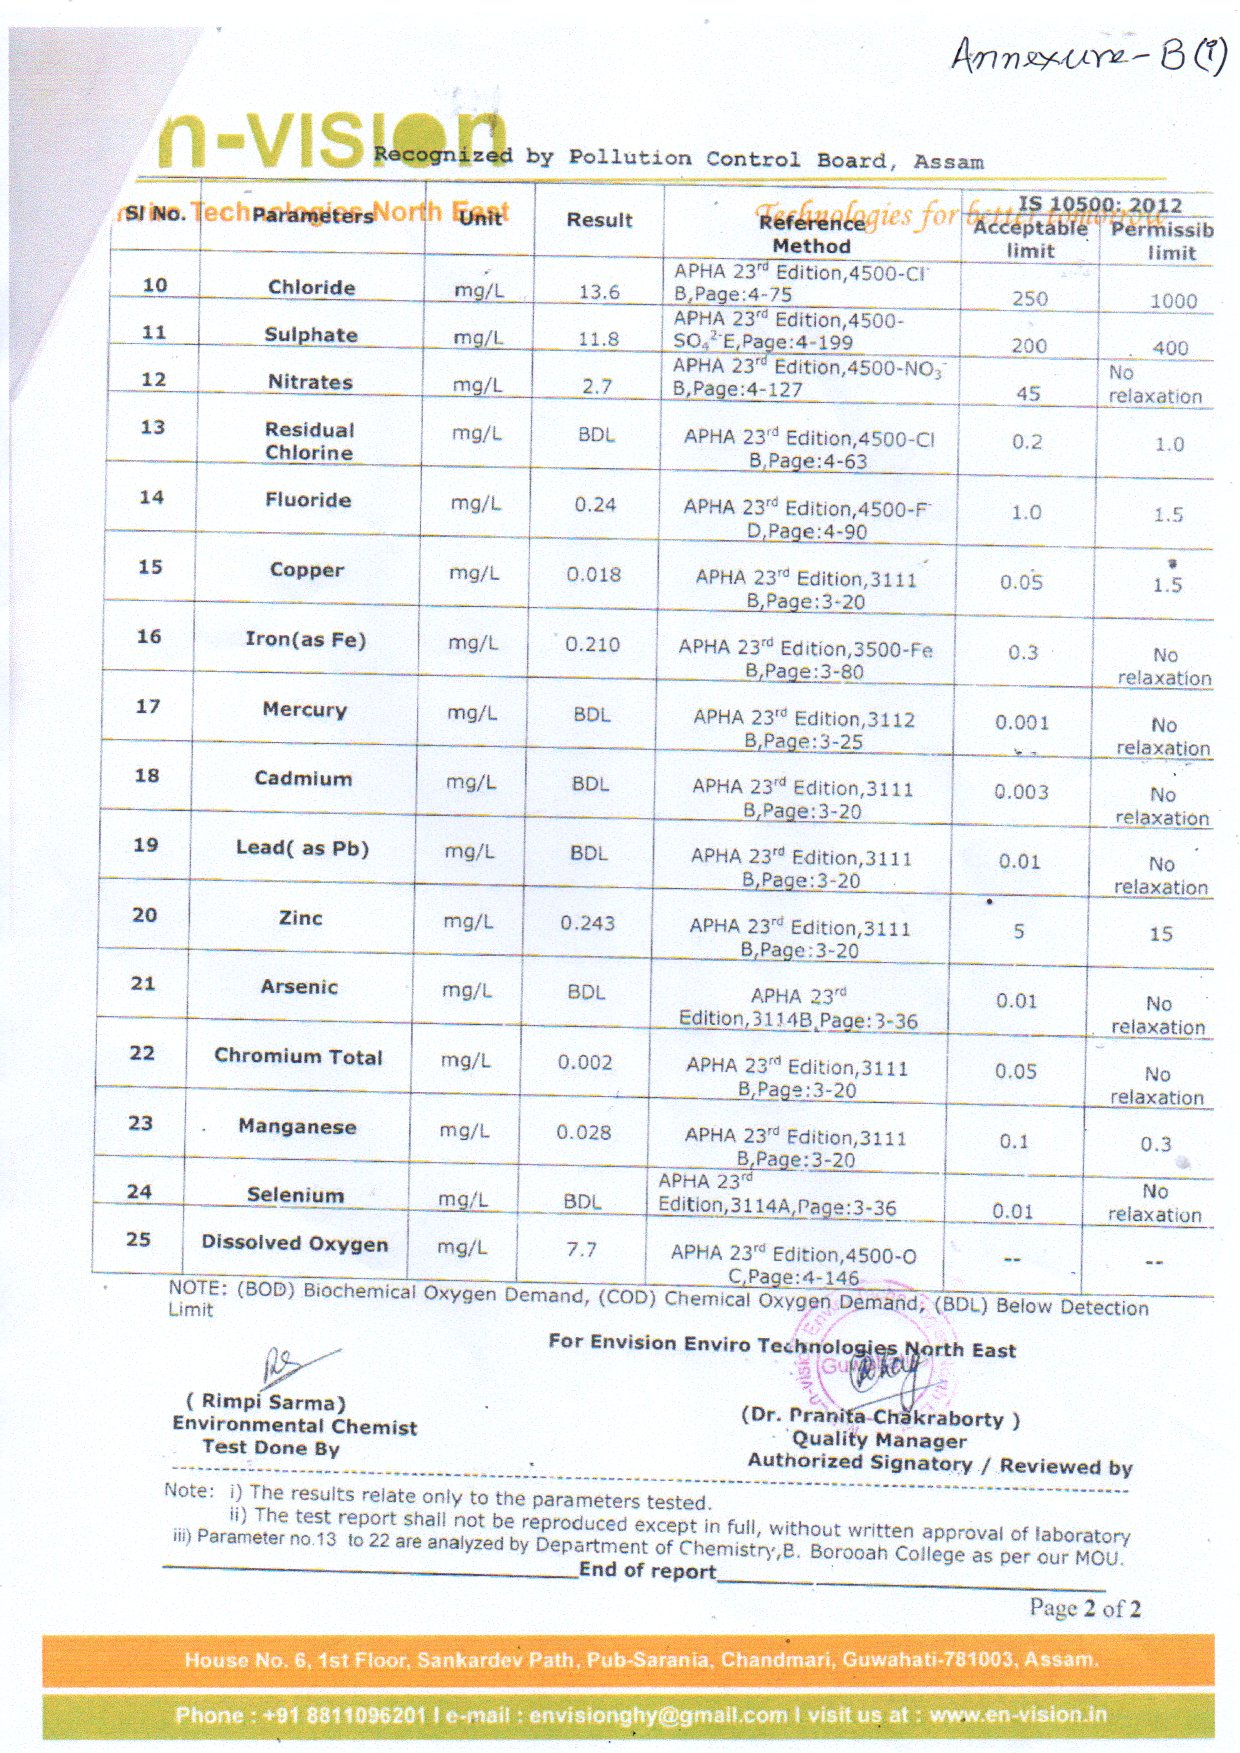 Annexure-B(i)
n-vision
Recognized by Pollution Control Board, Assam
Technologies North East
Technologies for better tomorrow
Sl No. Parameters Unit Result Reference Method IS 10500: 2012
Acceptable limit Permissib limit
10 Chloride mg/L 13.6 APHA 23rd Edition,4500-Cl- B,Page:4-75 250 1000
11 Sulphate mg/L 11.8 APHA 23rd Edition,4500-SO₄²⁻E,Page:4-199 200 400
12 Nitrates mg/L 2.7 APHA 23rd Edition,4500-NO₃⁻ B,Page:4-127 45 No relaxation
13 Residual Chlorine mg/L BDL APHA 23rd Edition,4500-Cl B,Page:4-63 0.2 1.0
14 Fluoride mg/L 0.24 APHA 23rd Edition,4500-F- D,Page:4-90 1.0 1.5
15 Copper mg/L 0.018 APHA 23rd Edition,3111 B,Page:3-20 0.05 1.5
16 Iron(as Fe) mg/L 0.210 APHA 23rd Edition,3500-Fe B,Page:3-80 0.3 No relaxation
17 Mercury mg/L BDL APHA 23rd Edition,3112 B,Page:3-25 0.001 No relaxation
18 Cadmium mg/L BDL APHA 23rd Edition,3111 B,Page:3-20 0.003 No relaxation
19 Lead( as Pb) mg/L BDL APHA 23rd Edition,3111 B,Page:3-20 0.01 No relaxation
20 Zinc mg/L 0.243 APHA 23rd Edition,3111 B,Page:3-20 5 15
21 Arsenic mg/L BDL APHA 23rd Edition,3114B,Page:3-36 0.01 No relaxation
22 Chromium Total mg/L 0.002 APHA 23rd Edition,3111 B,Page:3-20 0.05 No relaxation
23 Manganese mg/L 0.028 APHA 23rd Edition,3111 B,Page:3-20 0.1 0.3
24 Selenium mg/L BDL APHA 23rd Edition,3114A,Page:3-36 0.01 No relaxation
25 Dissolved Oxygen mg/L 7.7 APHA 23rd Edition,4500-O C,Page:4-146 -- --
NOTE: (BOD) Biochemical Oxygen Demand, (COD) Chemical Oxygen Demand, (BDL) Below Detection
Limit
For Envision Enviro Technologies North East
( Rimpi Sarma)
Environmental Chemist
Test Done By
(Dr. Pranita Chakraborty )
Quality Manager
Authorized Signatory / Reviewed by
Note: i) The results relate only to the parameters tested.
ii) The test report shall not be reproduced except in full, without written approval of laboratory
iii) Parameter no.13 to 22 are analyzed by Department of Chemistry,B. Borooah College as per our MOU.
End of report
Page 2 of 2
House No. 6, 1st Floor, Sankardev Path, Pub-Sarania, Chandmari, Guwahati-781003, Assam.
Phone : +91 8811096201 I e-mail : envisionghy@gmail.com I visit us at : www.en-vision.in